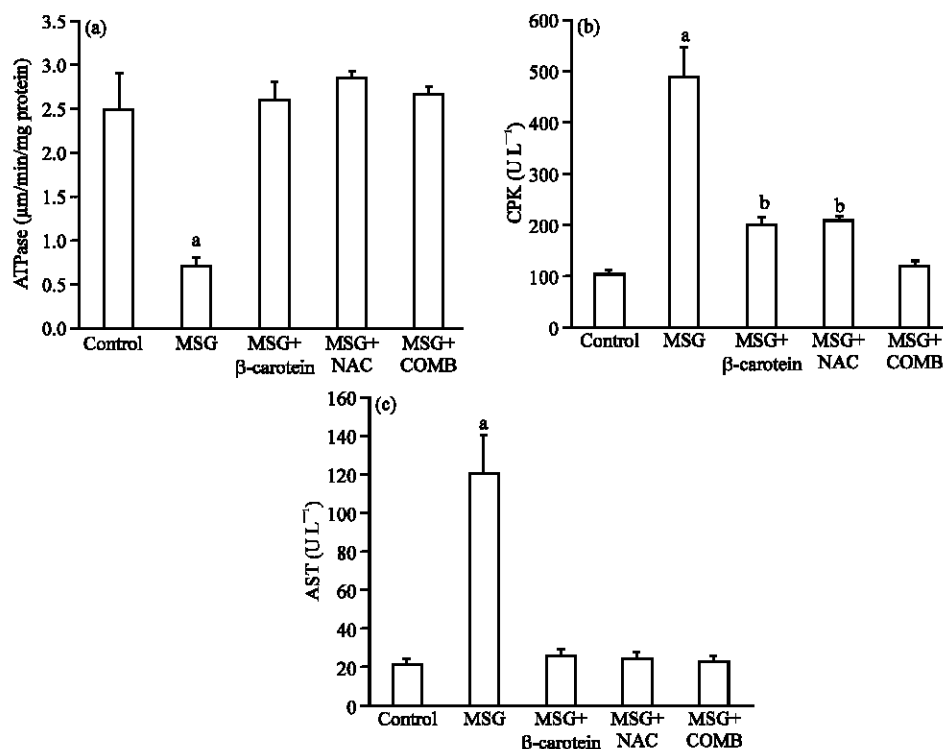 (a)
ATPase (µm/min/mg protein)
3.5
3.0
2.5
2.0
1.5
1.0
0.5
0.0
a
Control MSG MSG+ MSG+ MSG+
β-carotein NAC COMB
(b)
CPK (U L⁻¹)
600
500
400
300
200
100
0
a
b b
Control MSG MSG+ MSG+ MSG+
β-carotein NAC COMB
(c)
AST (U L⁻¹)
160
140
120
100
80
60
40
20
0
a
Control MSG MSG+ MSG+ MSG+
β-carotein NAC COMB